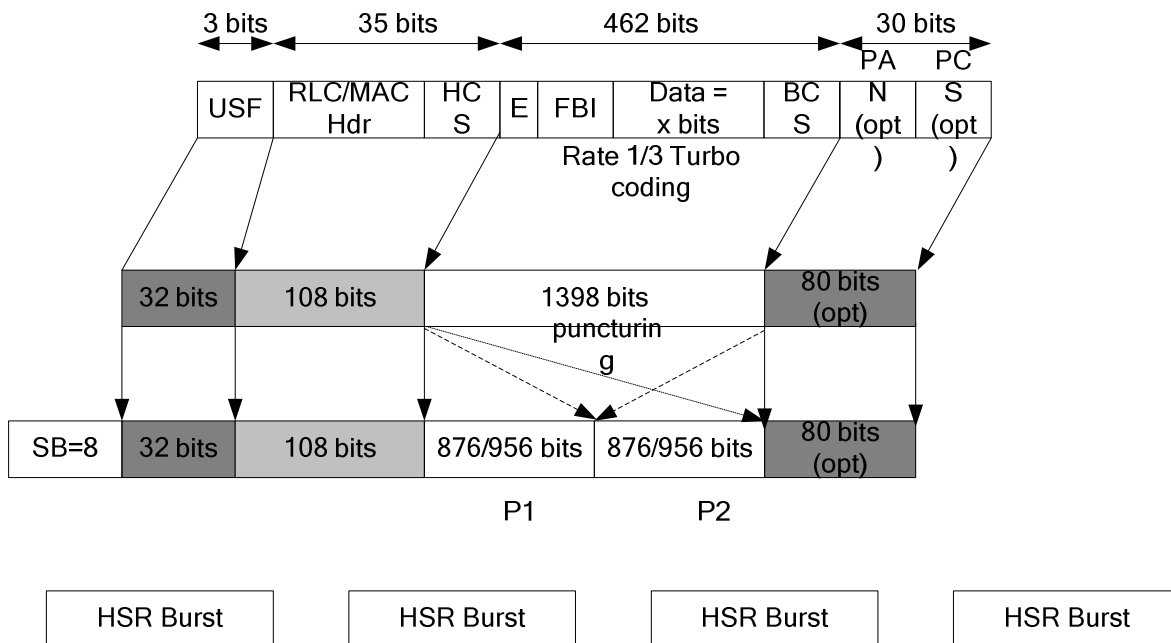 3 bits 35 bits 462 bits 30 bits
USF
RLC/MAC
Hdr
HC
S
E
FBI
Data =
x bits
BC
S
PA
N
(opt
)
PC
S
(opt
)
Rate 1/3 Turbo
coding
32 bits
108 bits
1398 bits
80 bits
(opt)
puncturin
g
SB=8
32 bits
108 bits
876/956 bits
876/956 bits
80 bits
(opt)
P1
P2
HSR Burst
HSR Burst
HSR Burst
HSR Burst